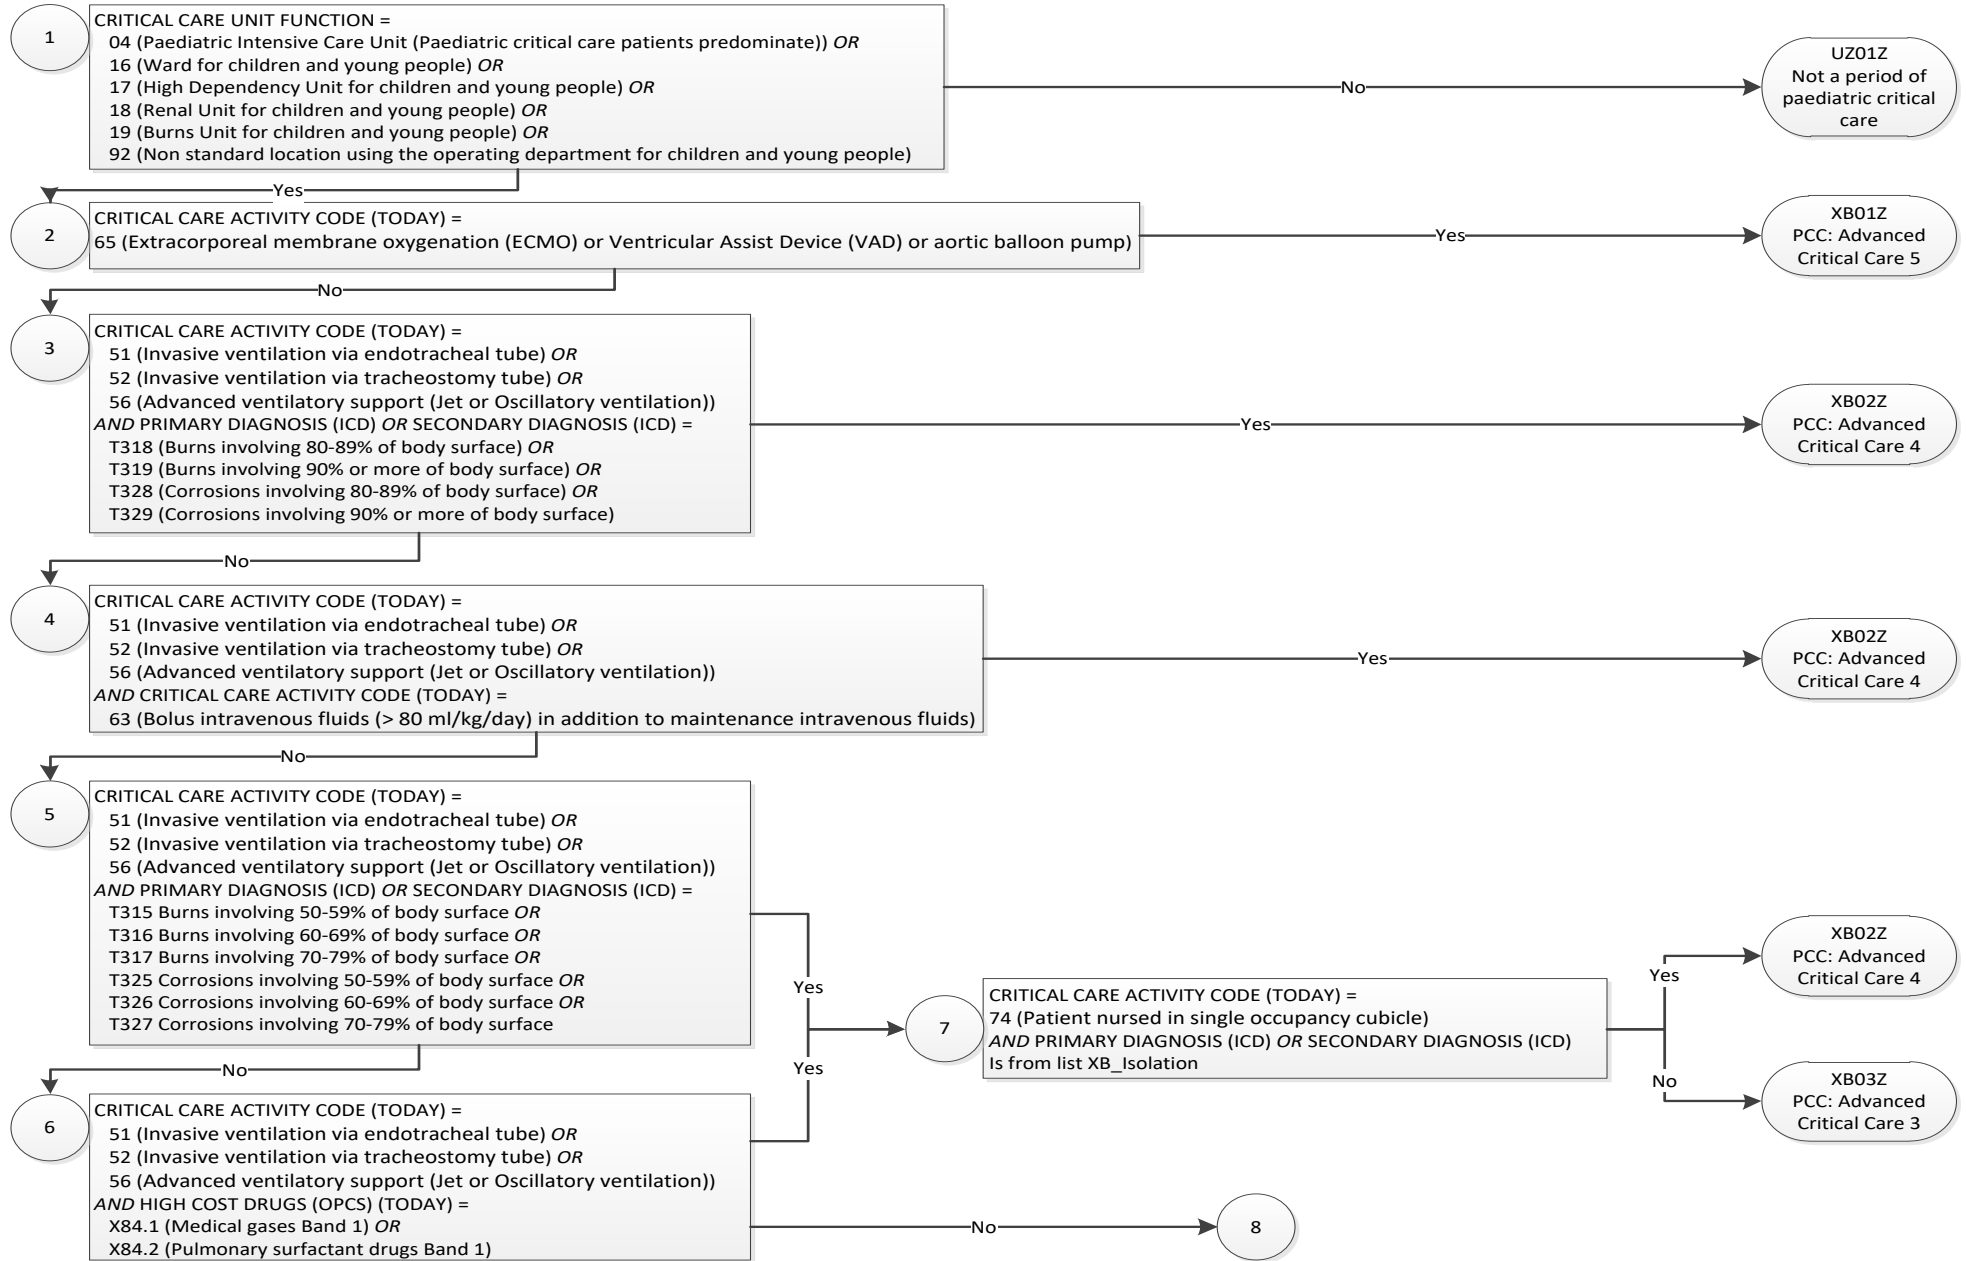 1
CRITICAL CARE UNIT FUNCTION =
04 (Paediatric Intensive Care Unit (Paediatric critical care patients predominate)) OR
16 (Ward for children and young people) OR
17 (High Dependency Unit for children and young people) OR
18 (Renal Unit for children and young people) OR
19 (Burns Unit for children and young people) OR
92 (Non standard location using the operating department for children and young people)
No
UZ01Z
Not a period of
paediatric critical
care
Yes
2
CRITICAL CARE ACTIVITY CODE (TODAY) =
65 (Extracorporeal membrane oxygenation (ECMO) or Ventricular Assist Device (VAD) or aortic balloon pump)
Yes
XB01Z
PCC: Advanced
Critical Care 5
No
3
CRITICAL CARE ACTIVITY CODE (TODAY) =
51 (Invasive ventilation via endotracheal tube) OR
52 (Invasive ventilation via tracheostomy tube) OR
56 (Advanced ventilatory support (Jet or Oscillatory ventilation))
AND PRIMARY DIAGNOSIS (ICD) OR SECONDARY DIAGNOSIS (ICD) =
T318 (Burns involving 80-89% of body surface) OR
T319 (Burns involving 90% or more of body surface) OR
T328 (Corrosions involving 80-89% of body surface) OR
T329 (Corrosions involving 90% or more of body surface)
Yes
XB02Z
PCC: Advanced
Critical Care 4
No
4
CRITICAL CARE ACTIVITY CODE (TODAY) =
51 (Invasive ventilation via endotracheal tube) OR
52 (Invasive ventilation via tracheostomy tube) OR
56 (Advanced ventilatory support (Jet or Oscillatory ventilation))
AND CRITICAL CARE ACTIVITY CODE (TODAY) =
63 (Bolus intravenous fluids (> 80 ml/kg/day) in addition to maintenance intravenous fluids)
Yes
XB02Z
PCC: Advanced
Critical Care 4
No
5
CRITICAL CARE ACTIVITY CODE (TODAY) =
51 (Invasive ventilation via endotracheal tube) OR
52 (Invasive ventilation via tracheostomy tube) OR
56 (Advanced ventilatory support (Jet or Oscillatory ventilation))
AND PRIMARY DIAGNOSIS (ICD) OR SECONDARY DIAGNOSIS (ICD) =
T315 Burns involving 50-59% of body surface OR
T316 Burns involving 60-69% of body surface OR
T317 Burns involving 70-79% of body surface OR
T325 Corrosions involving 50-59% of body surface OR
T326 Corrosions involving 60-69% of body surface OR
T327 Corrosions involving 70-79% of body surface
Yes
No
6
CRITICAL CARE ACTIVITY CODE (TODAY) =
51 (Invasive ventilation via endotracheal tube) OR
52 (Invasive ventilation via tracheostomy tube) OR
56 (Advanced ventilatory support (Jet or Oscillatory ventilation))
AND HIGH COST DRUGS (OPCS) (TODAY) =
X84.1 (Medical gases Band 1) OR
X84.2 (Pulmonary surfactant drugs Band 1)
Yes
No
8
7
CRITICAL CARE ACTIVITY CODE (TODAY) =
74 (Patient nursed in single occupancy cubicle)
AND PRIMARY DIAGNOSIS (ICD) OR SECONDARY DIAGNOSIS (ICD)
Is from list XB_Isolation
Yes
XB02Z
PCC: Advanced
Critical Care 4
No
XB03Z
PCC: Advanced
Critical Care 3